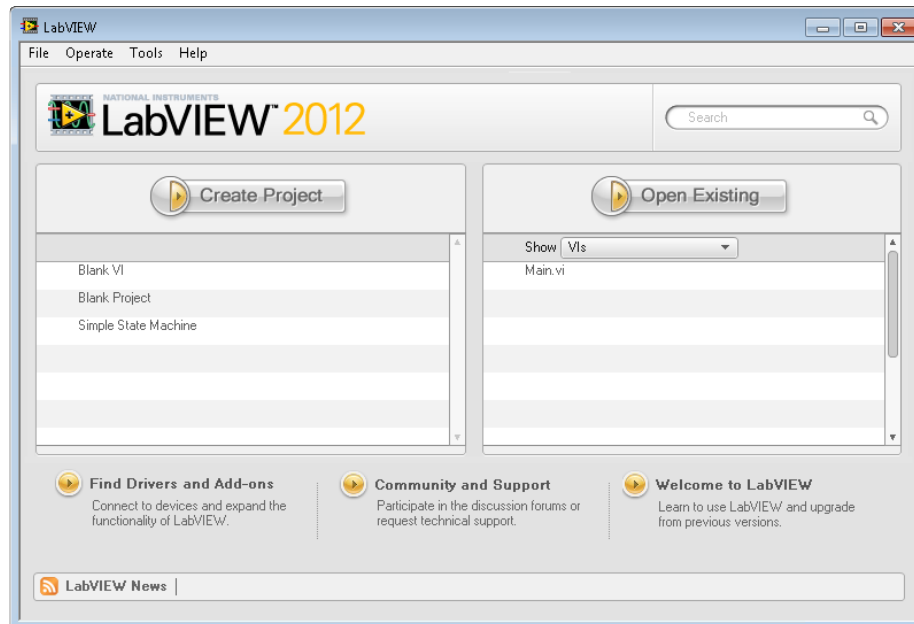 LabVIEW
File Operate Tools Help
NATIONAL INSTRUMENTS
LabVIEW™ 2012
Search
Create Project
Open Existing
Show VIs
Blank VI
Blank Project
Simple State Machine
Main.vi
Find Drivers and Add-ons
Connect to devices and expand the
functionality of LabVIEW.
Community and Support
Participate in the discussion forums or
request technical support.
Welcome to LabVIEW
Learn to use LabVIEW and upgrade
from previous versions.
LabVIEW News |